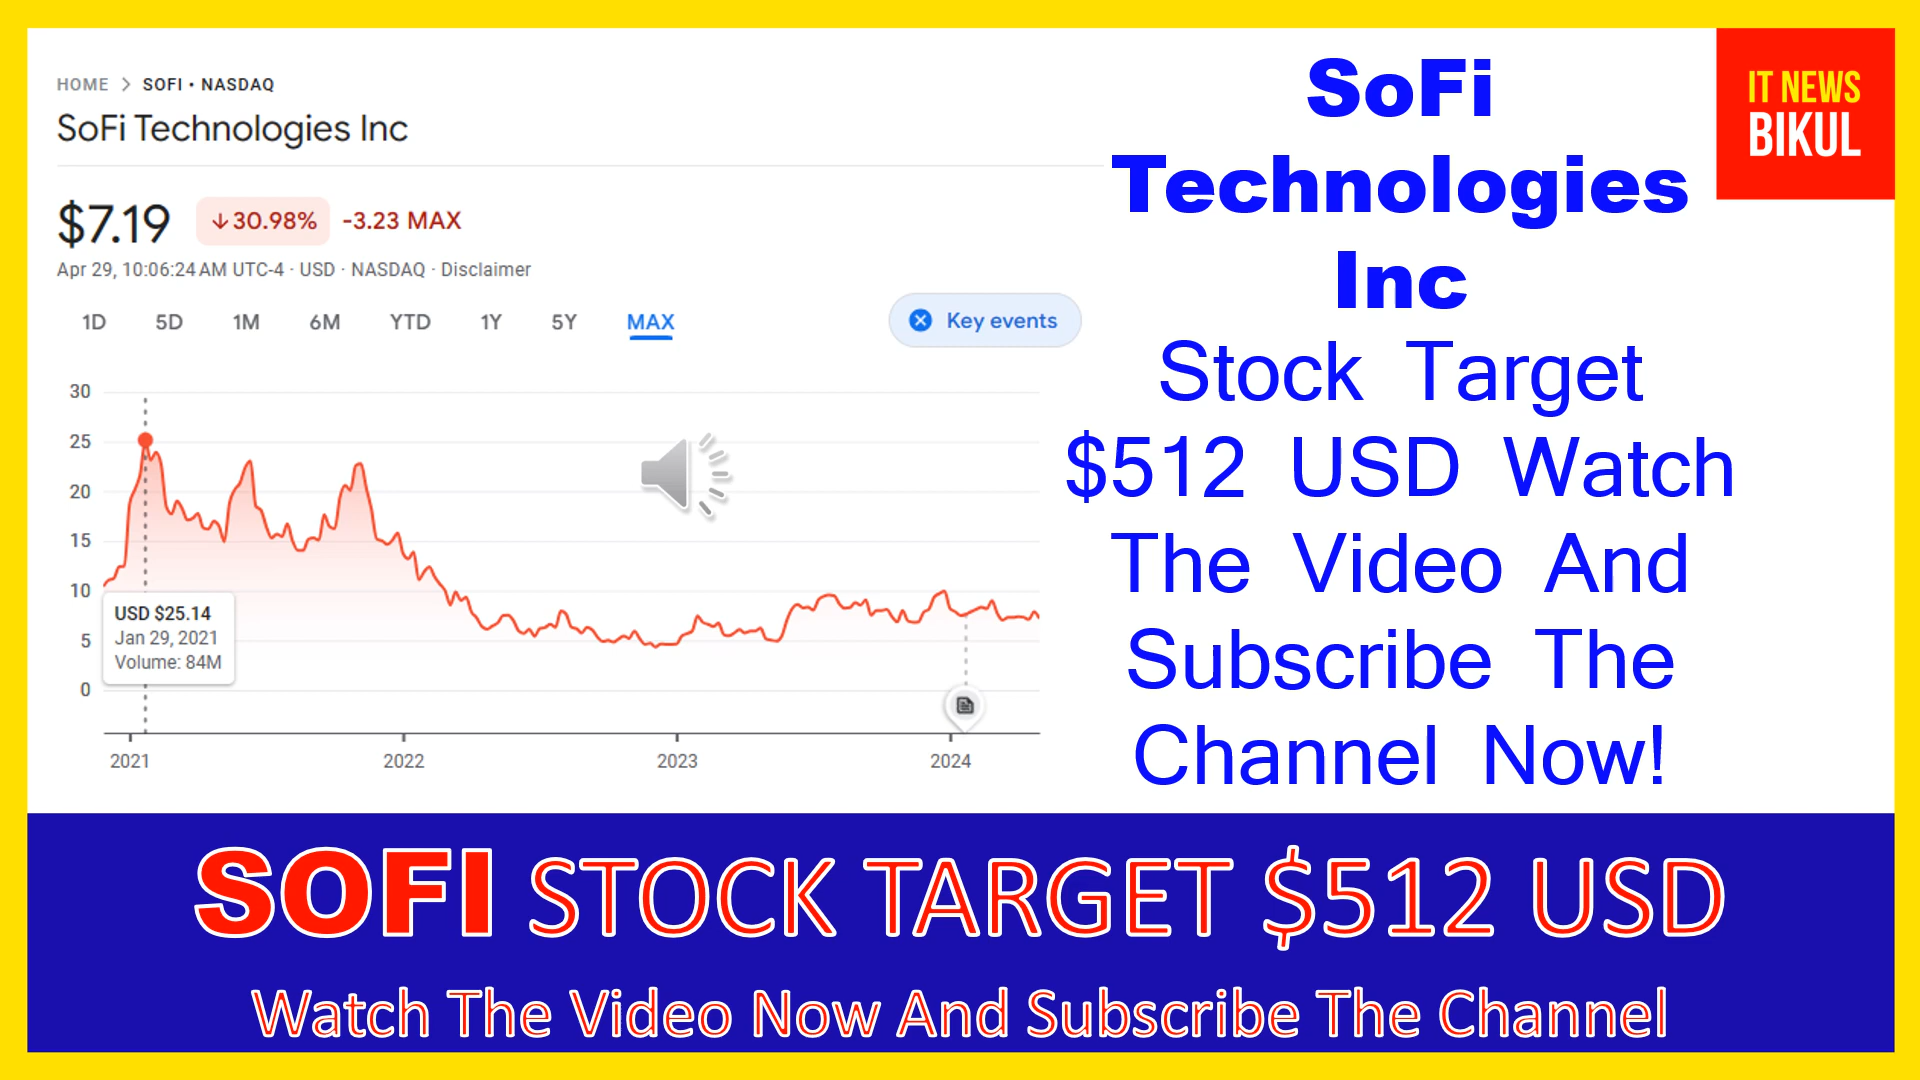 HOME > SOFI • NASDAQ
SoFi Technologies Inc
$7.19 ↓30.98% -3.23 MAX
Apr 29, 10:06:24 AM UTC-4 · USD · NASDAQ · Disclaimer
1D 5D 1M 6M YTD 1Y 5Y MAX
Key events
30
25
20
15
10
5
0
USD $25.14
Jan 29, 2021
Volume: 84M
2021 2022 2023 2024
SoFi
Technologies
Inc
Stock Target
$512 USD Watch
The Video And
Subscribe The
Channel Now!
IT NEWS
BIKUL
SOFI STOCK TARGET $512 USD
Watch The Video Now And Subscribe The Channel